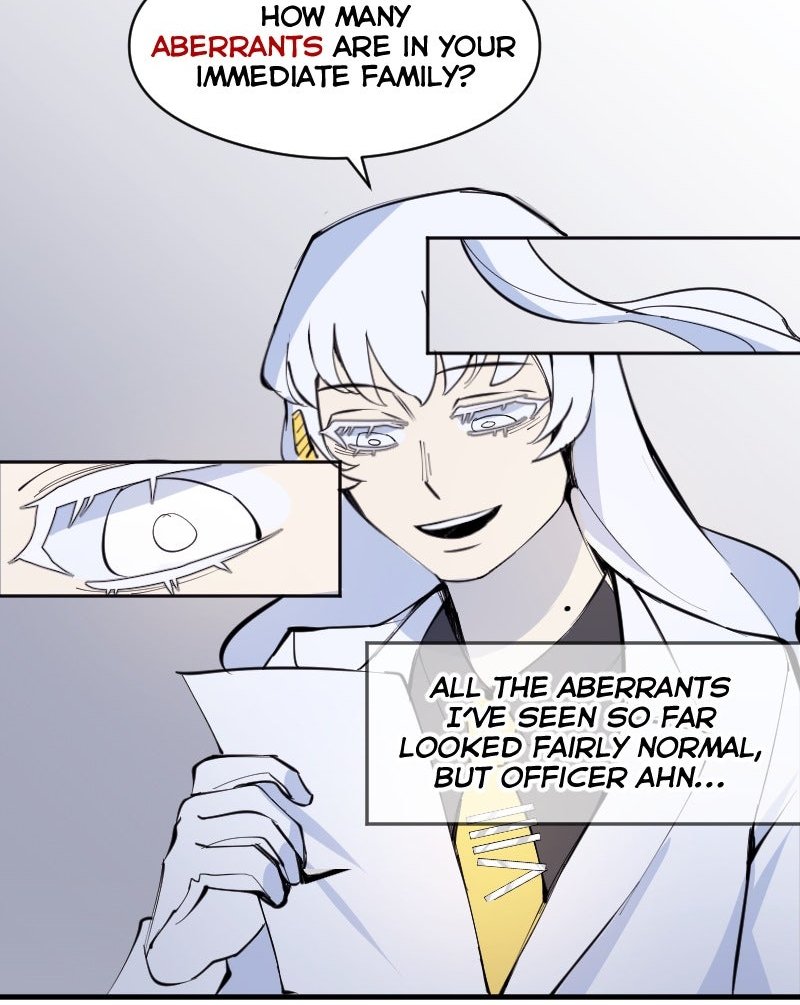 HOW MANY
ABERRANTS ARE IN YOUR
IMMEDIATE FAMILY?
ALL THE ABERRANTS
I'VE SEEN SO FAR
LOOKED FAIRLY NORMAL,
BUT OFFICER AHN...